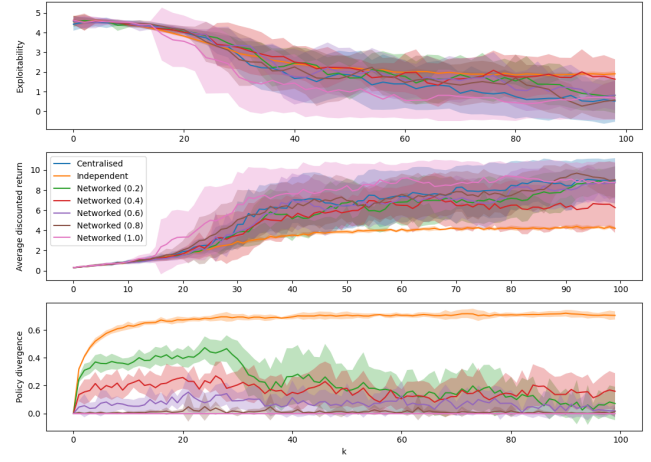 Exploitability
5
4
3
2
1
0
0 20 40 60 80 100
Average discounted return
10
8
6
4
2
0
Centralised
Independent
Networked (0.2)
Networked (0.4)
Networked (0.6)
Networked (0.8)
Networked (1.0)
0 10 20 30 40 50 60 70 80 90 100
Policy divergence
0.6
0.4
0.2
0.0
0 20 40 60 80 100
k